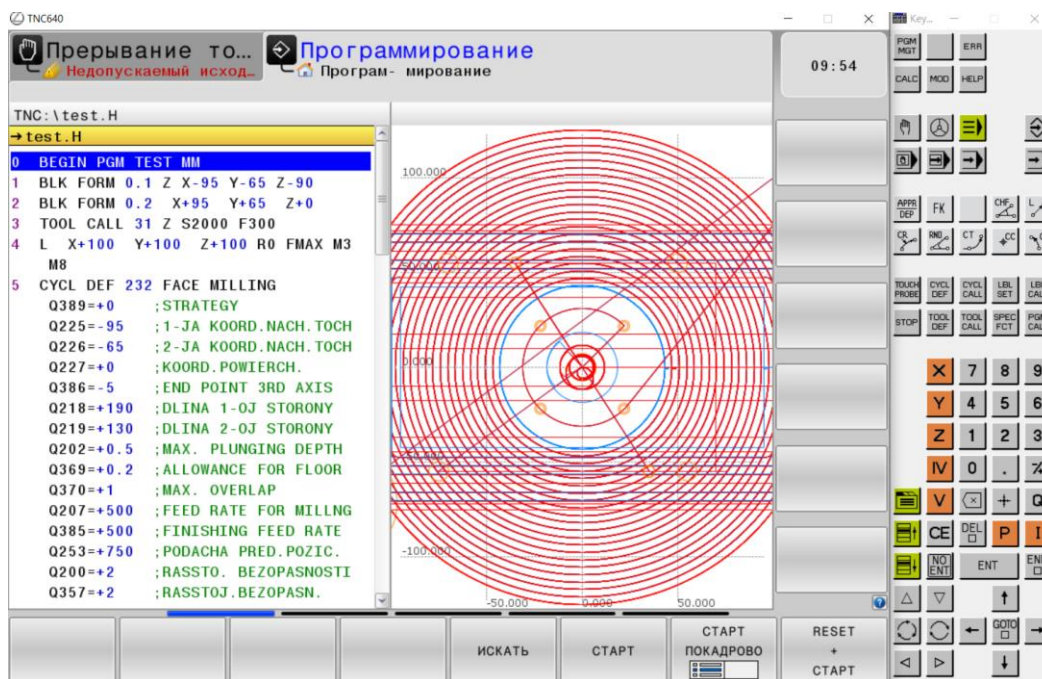 TNC640
Key...
Прерывание то...
Недопускаемый исход…
Программирование
Програм- мирование
09:54
TNC:\test.H
→test.H
0 BEGIN PGM TEST MM
1 BLK FORM 0.1 Z X-95 Y-65 Z-90
2 BLK FORM 0.2 X+95 Y+65 Z+0
3 TOOL CALL 31 Z S2000 F300
4 L X+100 Y+100 Z+100 R0 FMAX M3
M8
5 CYCL DEF 232 FACE MILLING
Q389=+0 ;STRATEGY
Q225=-95 ;1-JA KOORD.NACH.TOCH
Q226=-65 ;2-JA KOORD.NACH.TOCH
Q227=+0 ;KOORD.POWIERCH.
Q386=-5 ;END POINT 3RD AXIS
Q218=+190 ;DLINA 1-OJ STORONY
Q219=+130 ;DLINA 2-OJ STORONY
Q202=+0.5 ;MAX. PLUNGING DEPTH
Q369=+0.2 ;ALLOWANCE FOR FLOOR
Q370=+1 ;MAX. OVERLAP
Q207=+500 ;FEED RATE FOR MILLNG
Q385=+500 ;FINISHING FEED RATE
Q253=+750 ;PODACHA PRED.POZIC.
Q200=+2 ;RASSTO. BEZOPASNOSTI
Q357=+2 ;RASSTOJ.BEZOPASN.
100.000
50.000
0.000
-50.000
-100.000
-50.000 0.000 50.000
ИСКАТЬ
СТАРТ
СТАРТ
ПОКАДРОВО
RESET
+
СТАРТ
PGM
MGT
ERR
CALC MOD HELP
APPR
DEP
FK
CHF
L
CR RND CT CC
TOUCH
PROBE
CYCL
DEF
CYCL
CALL
LBL
SET
LBL
CAL
STOP
TOOL
DEF
TOOL
CALL
SPEC
FCT
PGM
CAL
X 7 8 9
Y 4 5 6
Z 1 2 3
IV 0 .
V + Q
CE DEL P I
NO
ENT
ENT
END
GOTO